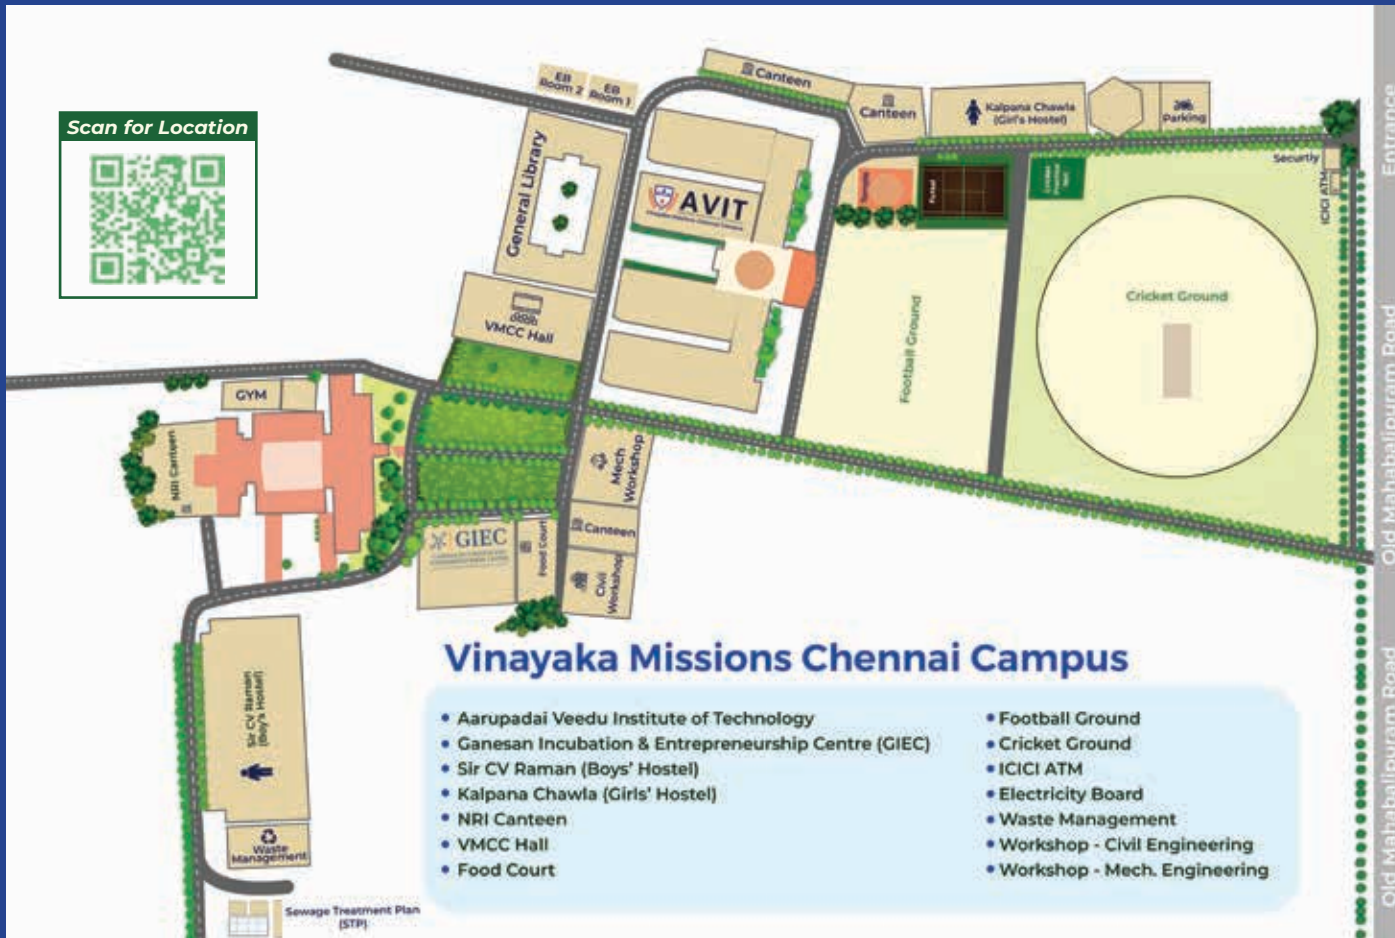 Scan for Location
EB
Room 2
EB
Room 1
Canteen
Canteen
Kalpana Chawla
(Girl's Hostel)
Parking
Entrance
Securtiy
ICICI ATM
General Library
AVIT
Futsal
Cricket
Practice
Net
VMCC Hall
Football Ground
Cricket Ground
Old Mahabalipuram Road
GYM
NRI Canteen
Mech
Workshop
Canteen
Civil
Workshop
GIEC
Food Court
Sir CV Raman
(Boy's Hostel)
Waste
Management
Sewage Treatment Plan
(STP)
Vinayaka Missions Chennai Campus
• Aarupadai Veedu Institute of Technology
• Ganesan Incubation & Entrepreneurship Centre (GIEC)
• Sir CV Raman (Boys' Hostel)
• Kalpana Chawla (Girls' Hostel)
• NRI Canteen
• VMCC Hall
• Food Court
• Football Ground
• Cricket Ground
• ICICI ATM
• Electricity Board
• Waste Management
• Workshop - Civil Engineering
• Workshop - Mech. Engineering
Old Mahabalipuram Road